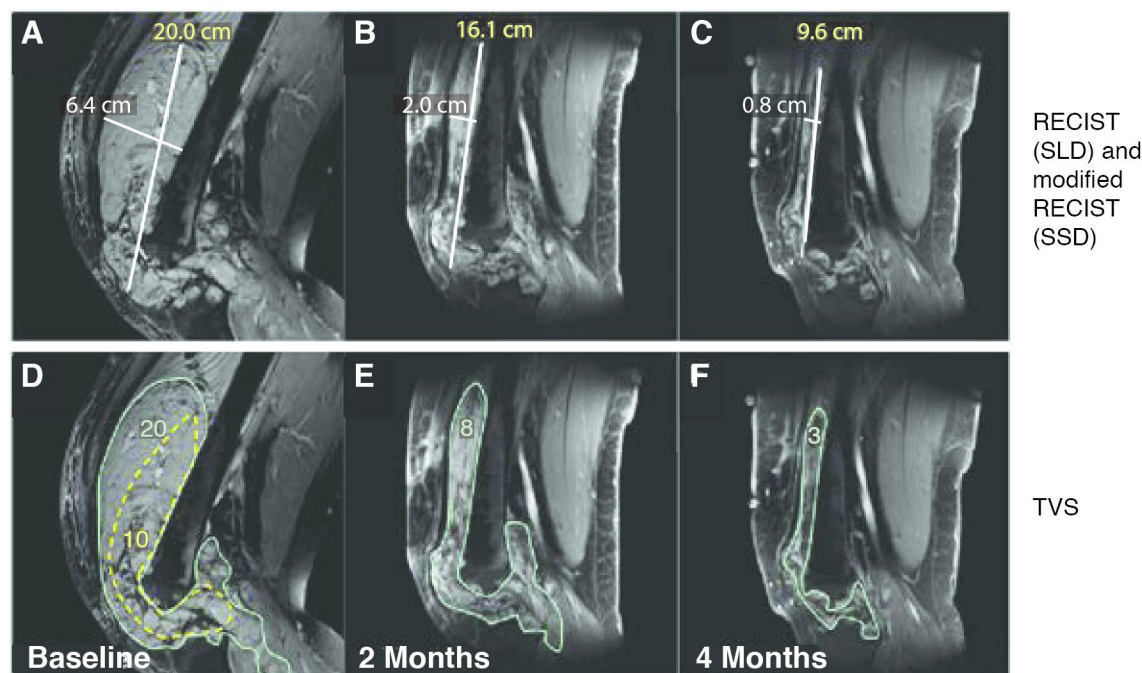 A
20.0 cm
6.4 cm
B
16.1 cm
2.0 cm
C
9.6 cm
0.8 cm
RECIST
(SLD) and
modified
RECIST
(SSD)
D
20
10
Baseline
E
8
2 Months
F
3
4 Months
TVS